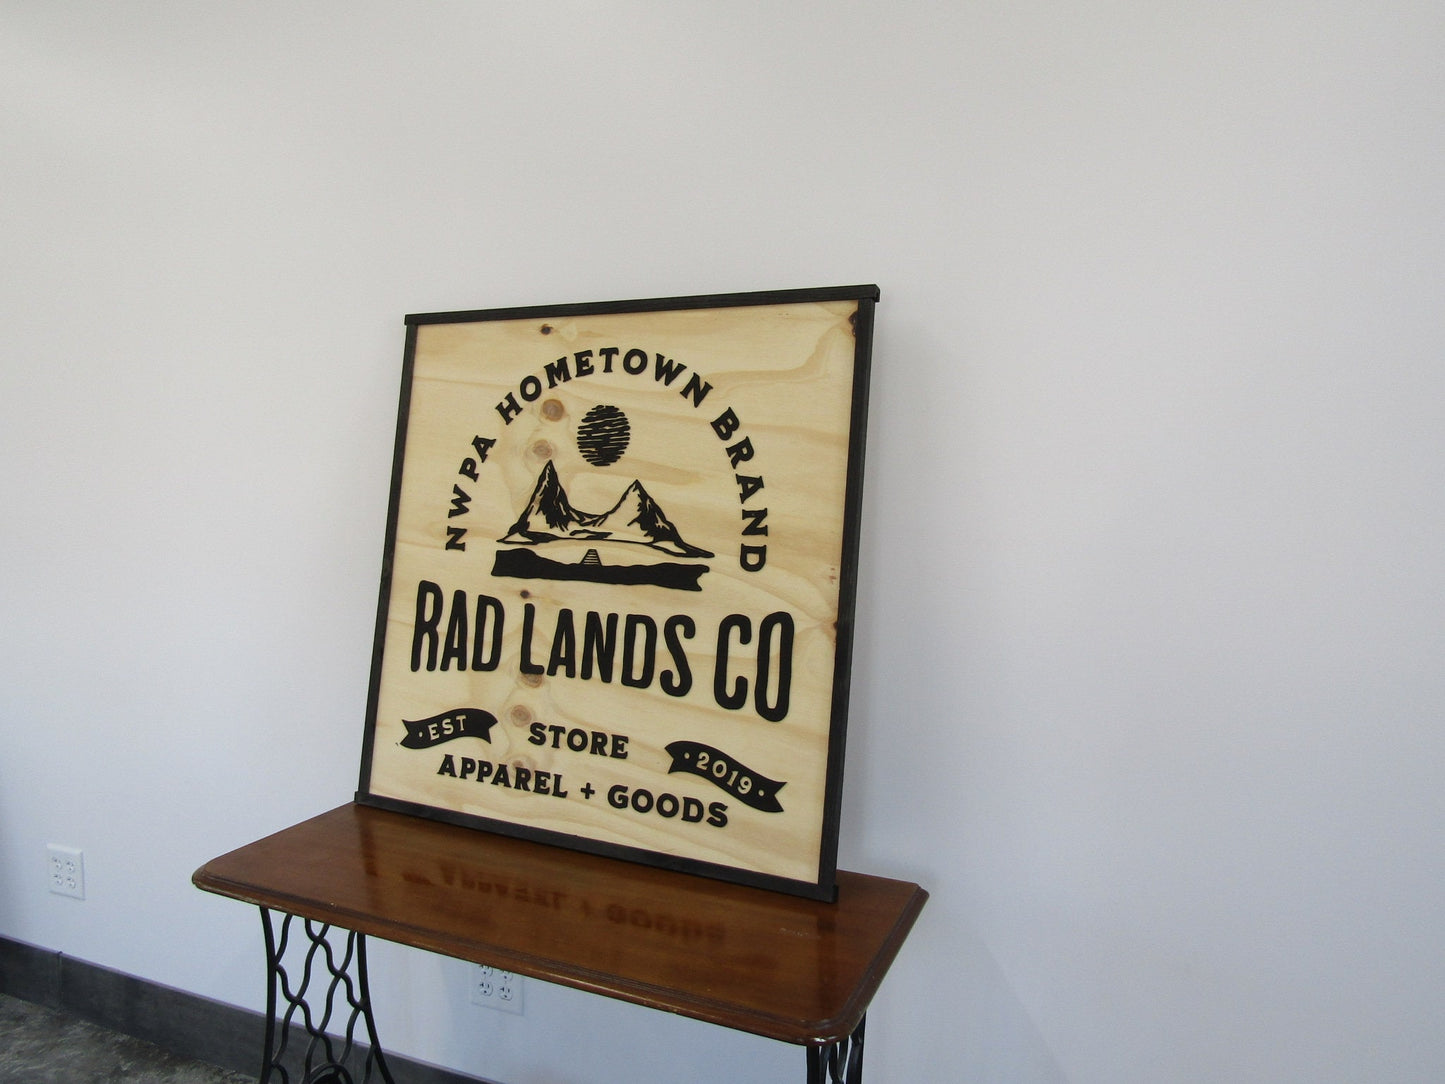 NWPA HOMETOWN BRAND
RAD LANDS CO
· EST
STORE
· 2019 ·
APPAREL + GOODS